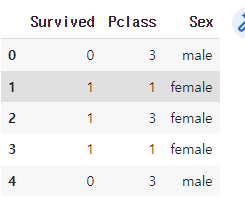 Survived Pclass Sex
0 0 3 male
1 1 1 female
2 1 3 female
3 1 1 female
4 0 3 male